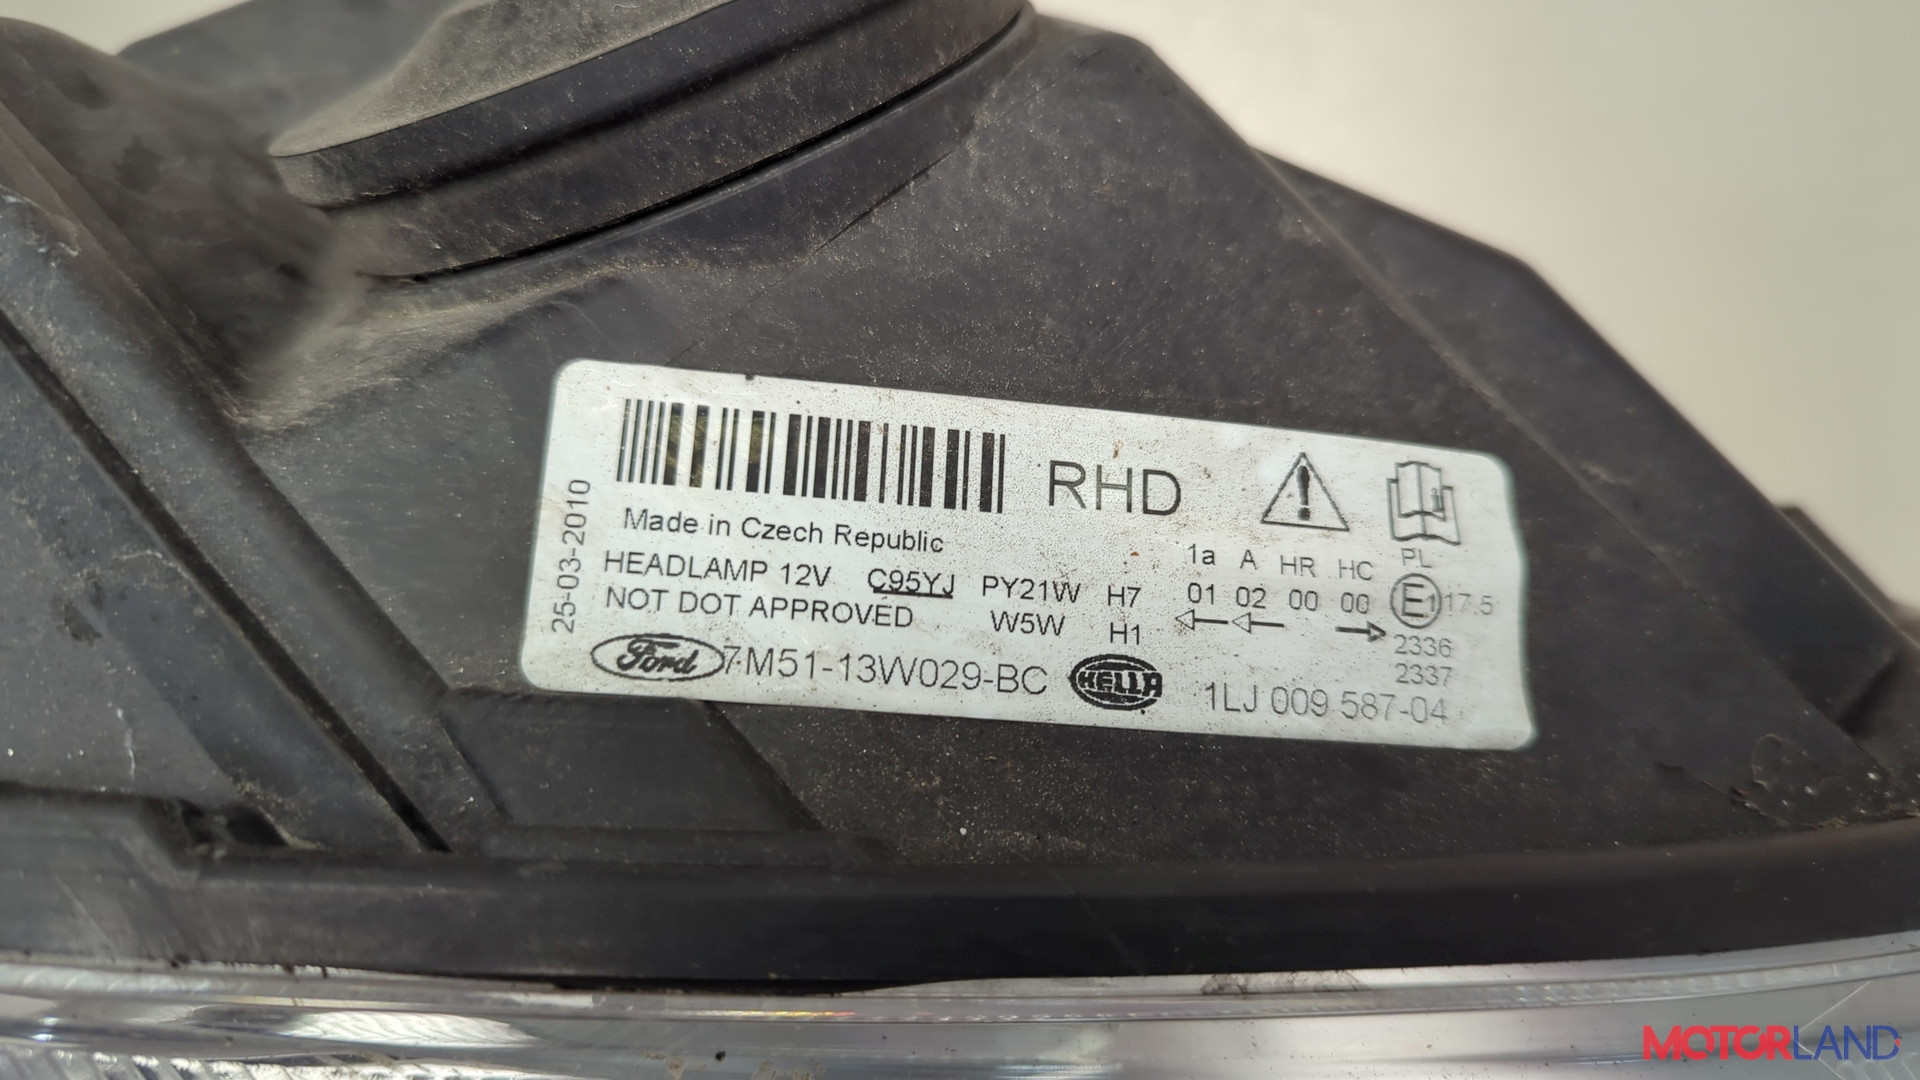 RHD
25-03-2010
Made in Czech Republic
HEADLAMP 12V C95YJ PY21W H7
NOT DOT APPROVED W5W H1
1a A HR HC PL
01 02 00 00 E1 17.5
2336
2337
Ford 7M51-13W029-BC HELLA 1LJ 009 587-04
MOTORLAND